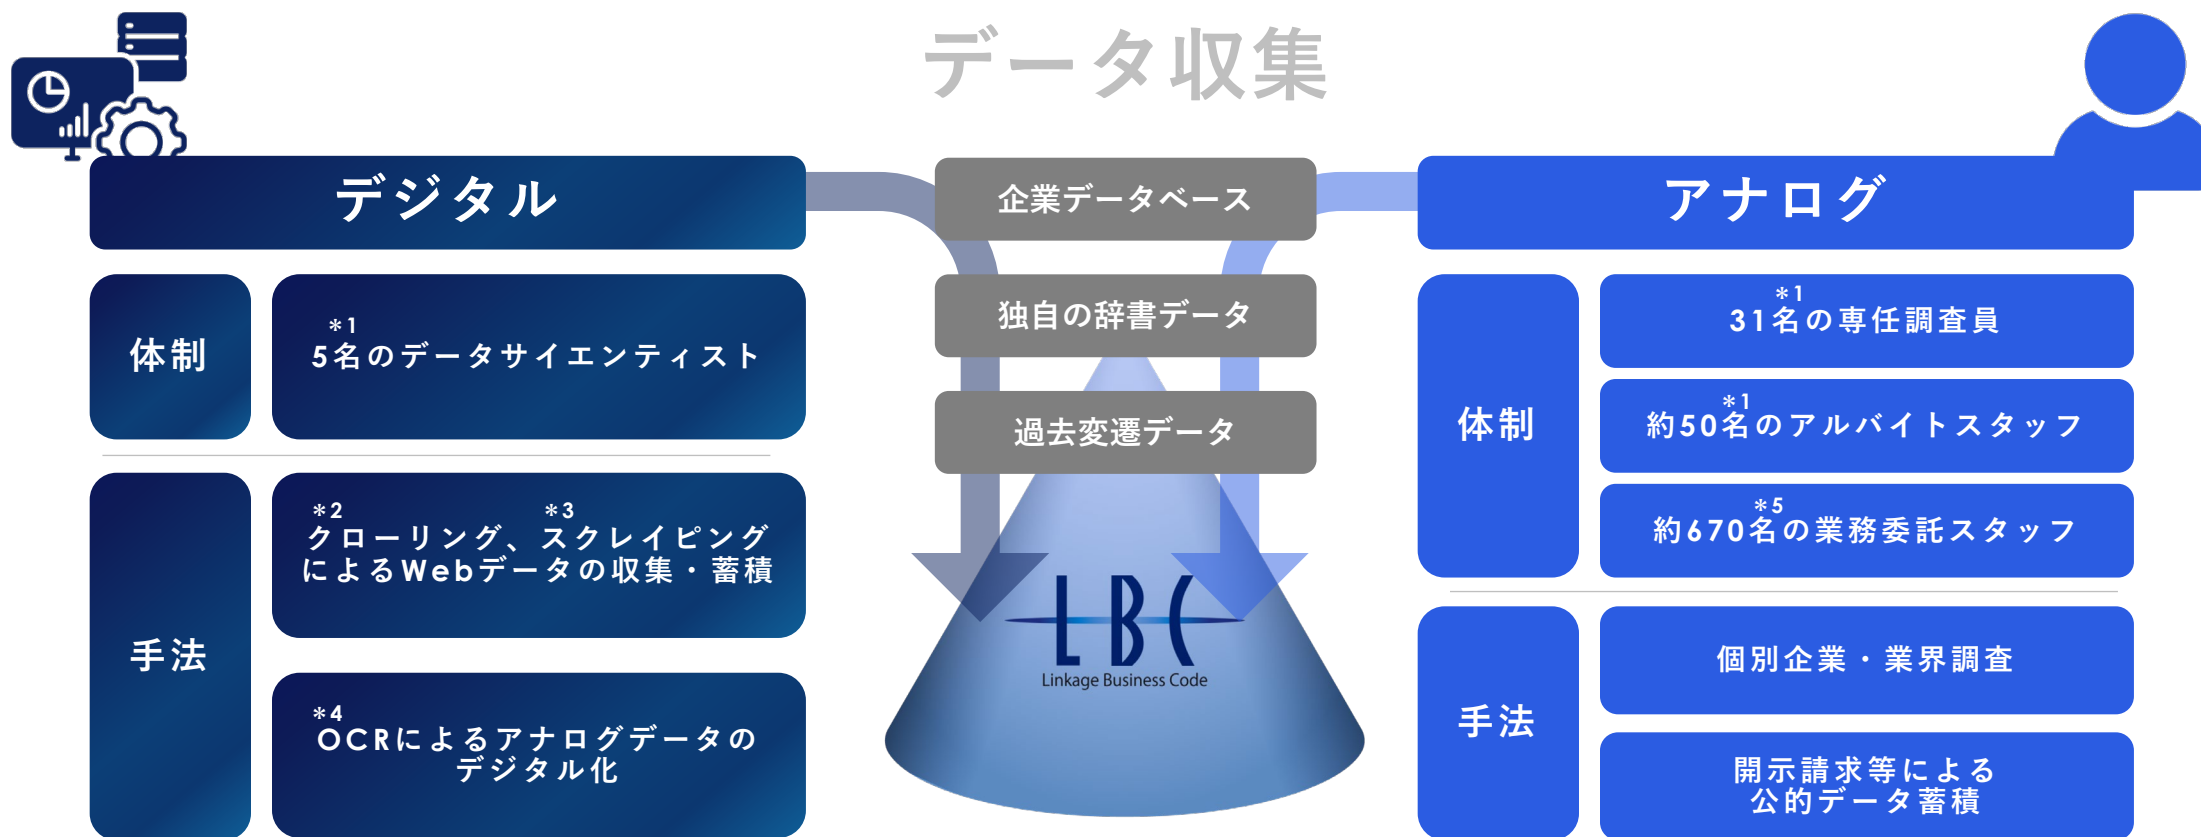 データ収集
デジタル
体制
*1
5名のデータサイエンティスト
手法
*2 *3
クローリング、スクレイピング
によるWebデータの収集・蓄積
*4
OCRによるアナログデータの
デジタル化
企業データベース
独自の辞書データ
過去変遷データ
LBC
Linkage Business Code
アナログ
体制
*1
31名の専任調査員
*1
約50名のアルバイトスタッフ
*5
約670名の業務委託スタッフ
手法
個別企業・業界調査
開示請求等による
公的データ蓄積